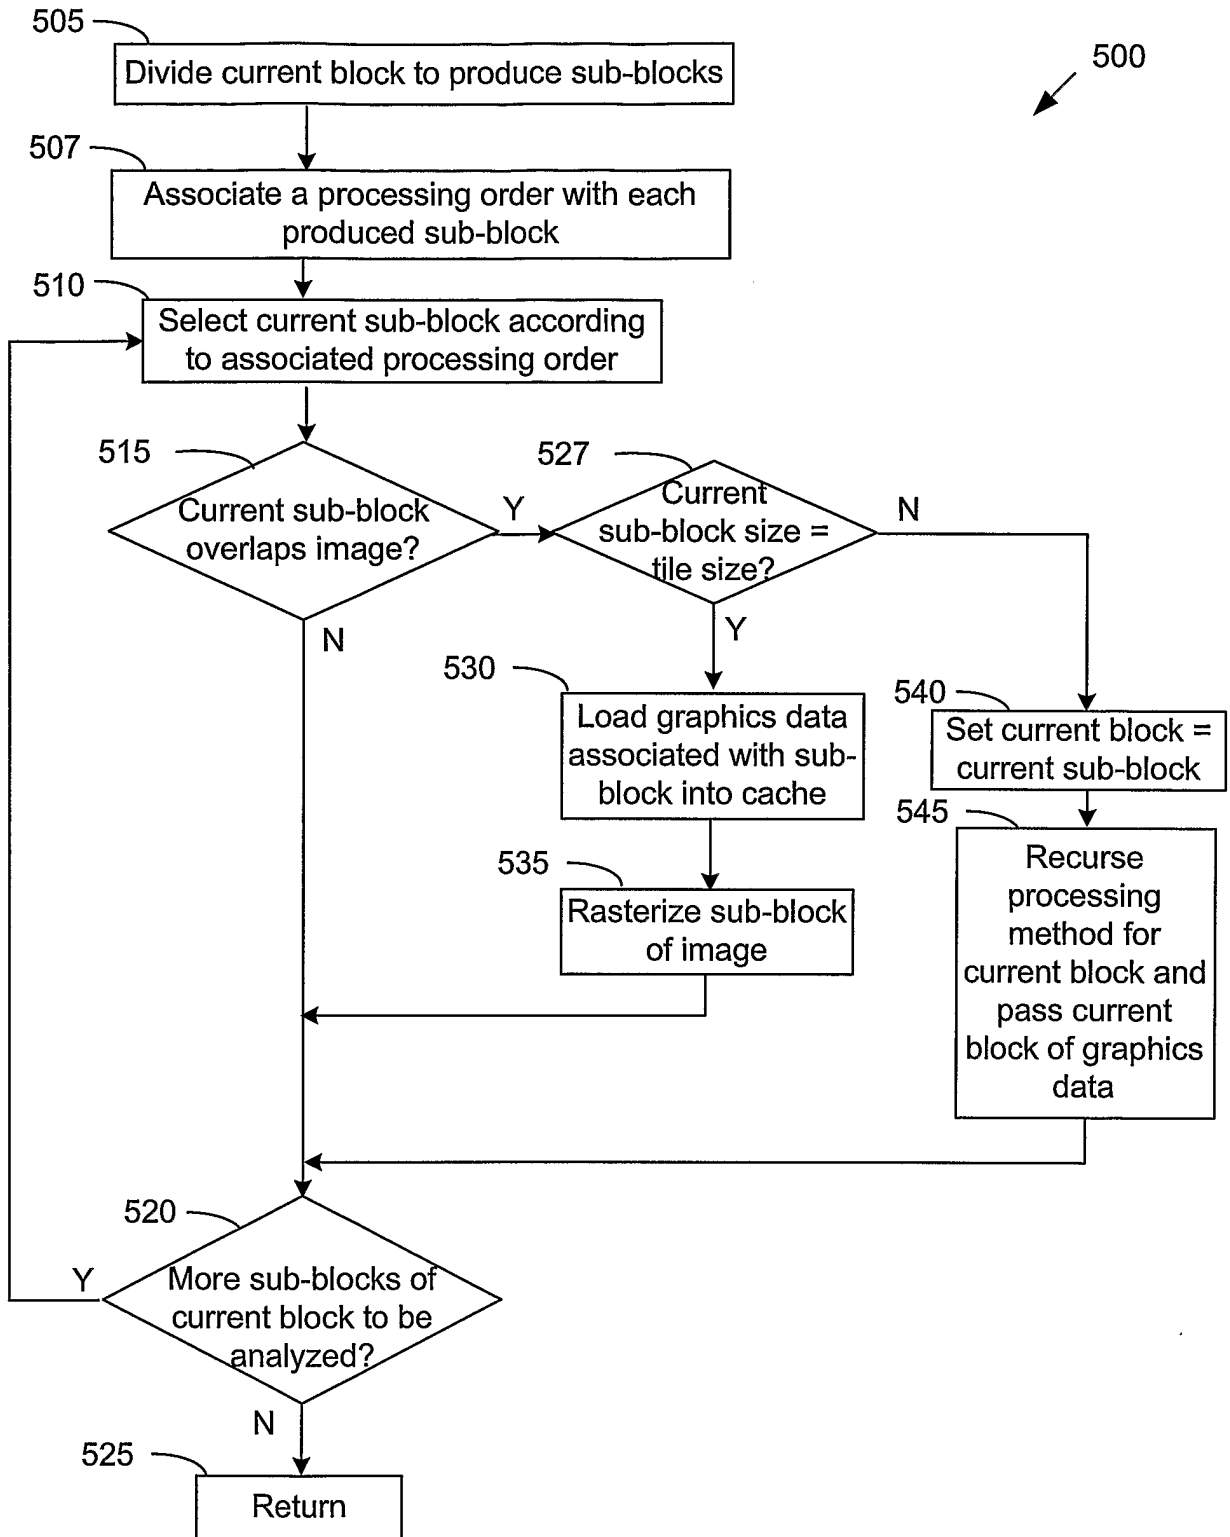 505
500
Divide current block to produce sub-blocks
507
Associate a processing order with each
produced sub-block
510
Select current sub-block according
to associated processing order
515
Current sub-block
overlaps image?
Y
N
527
Current
sub-block size =
tile size?
N
Y
530
Load graphics data
associated with sub-
block into cache
535
Rasterize sub-block
of image
540
Set current block =
current sub-block
545
Recurse
processing
method for
current block and
pass current
block of graphics
data
520
More sub-blocks of
current block to be
analyzed?
Y
N
525
Return